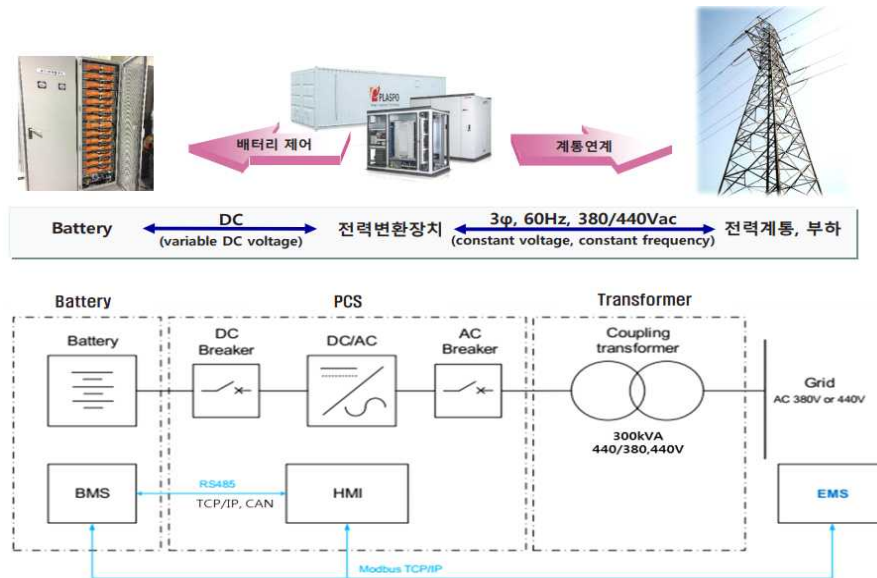 PLASPO
배터리 제어
계통연계
Battery
DC
(variable DC voltage)
전력변환장치
3φ, 60Hz, 380/440Vac
(constant voltage, constant frequency)
전력계통, 부하
Battery
PCS
Transformer
Battery
DC
Breaker
DC/AC
AC
Breaker
Coupling
transformer
Grid
AC 380V or 440V
300kVA
440/380,440V
BMS
RS485
TCP/IP, CAN
HMI
EMS
Modbus TCP/IP